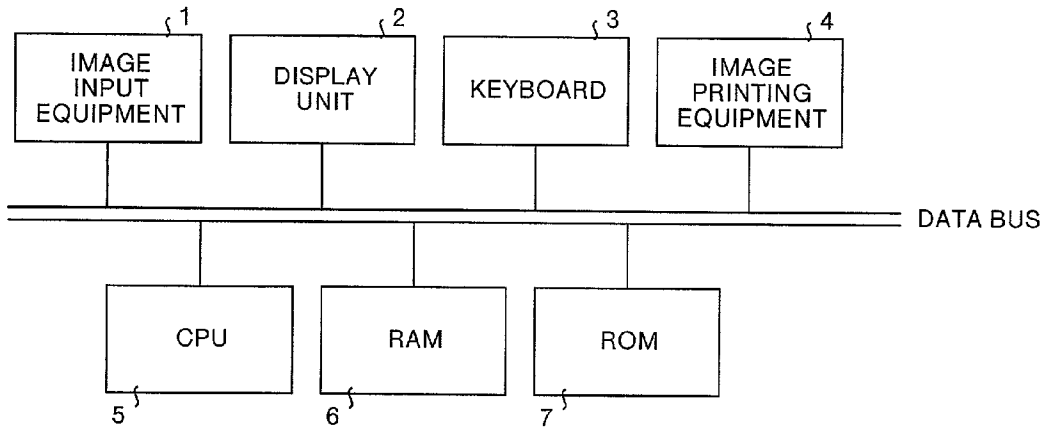 1
2
3
4
IMAGE
INPUT
EQUIPMENT
DISPLAY
UNIT
KEYBOARD
IMAGE
PRINTING
EQUIPMENT
DATA BUS
CPU
RAM
ROM
5
6
7